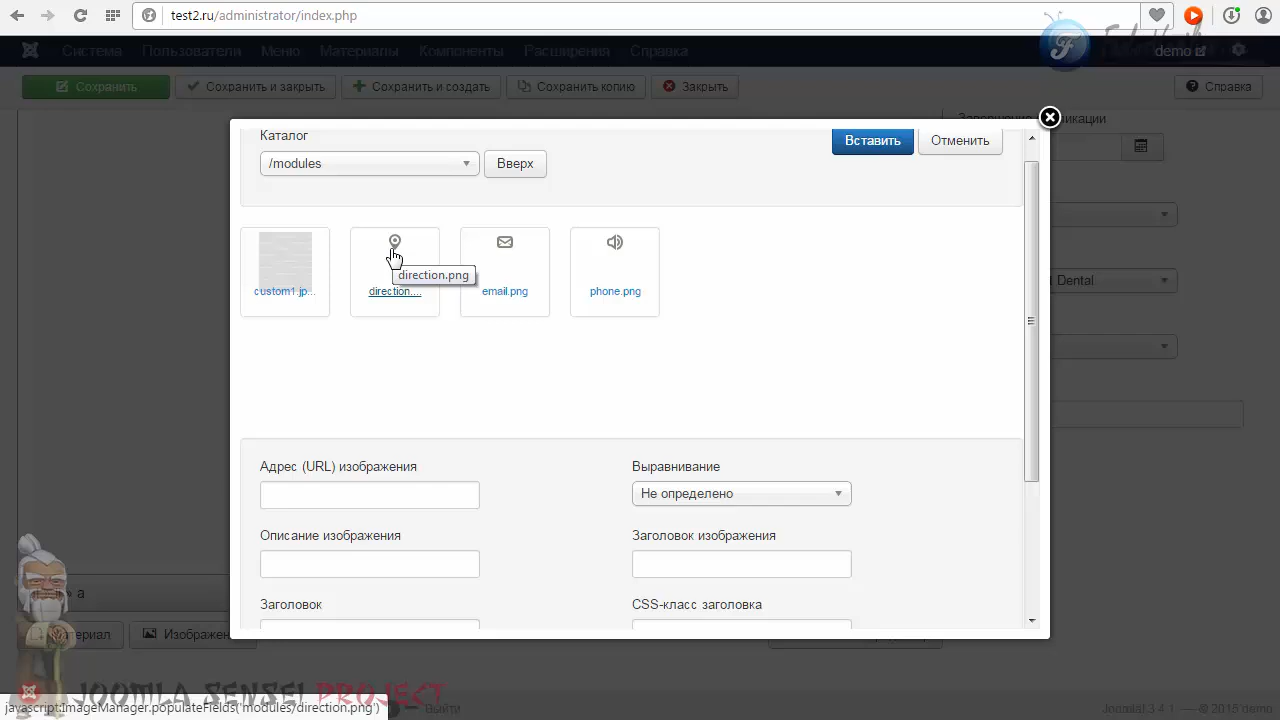 test2.ru/administrator/index.php
Система Пользователи Меню Материалы Компоненты Расширения Справка
demo
Сохранить Сохранить и закрыть Сохранить и создать Сохранить копию Закрыть Справка
Каталог
Вставить Отменить
/modules Вверх
direction.png
custom1.jp... direction.... email.png phone.png
Dental
Адрес (URL) изображения Выравнивание
Не определено
Описание изображения Заголовок изображения
Заголовок CSS-класс заголовка
a
JOOMLA SENSEI PROJECT
javascript:ImageManager.populateFields('modules/direction.png') Выйти
Joomla! 3.4.1 — © 2015 demo